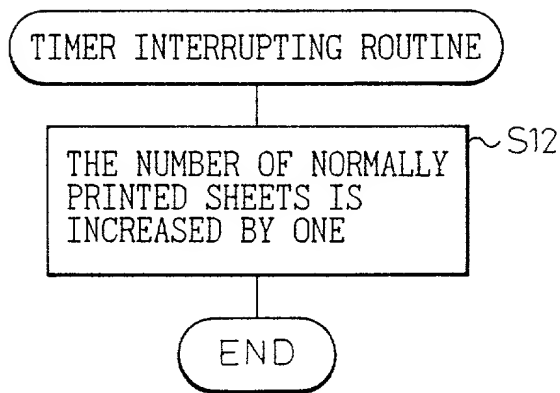 TIMER INTERRUPTING ROUTINE
S12
THE NUMBER OF NORMALLY
PRINTED SHEETS IS
INCREASED BY ONE
END